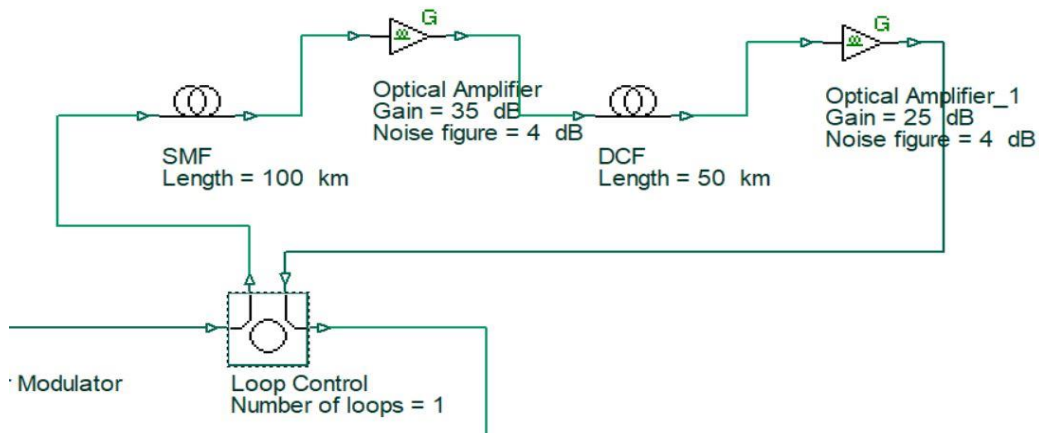 G
Optical Amplifier
Gain = 35 dB
Noise figure = 4 dB
G
Optical Amplifier_1
Gain = 25 dB
Noise figure = 4 dB
SMF
Length = 100 km
DCF
Length = 50 km
Modulator
Loop Control
Number of loops = 1